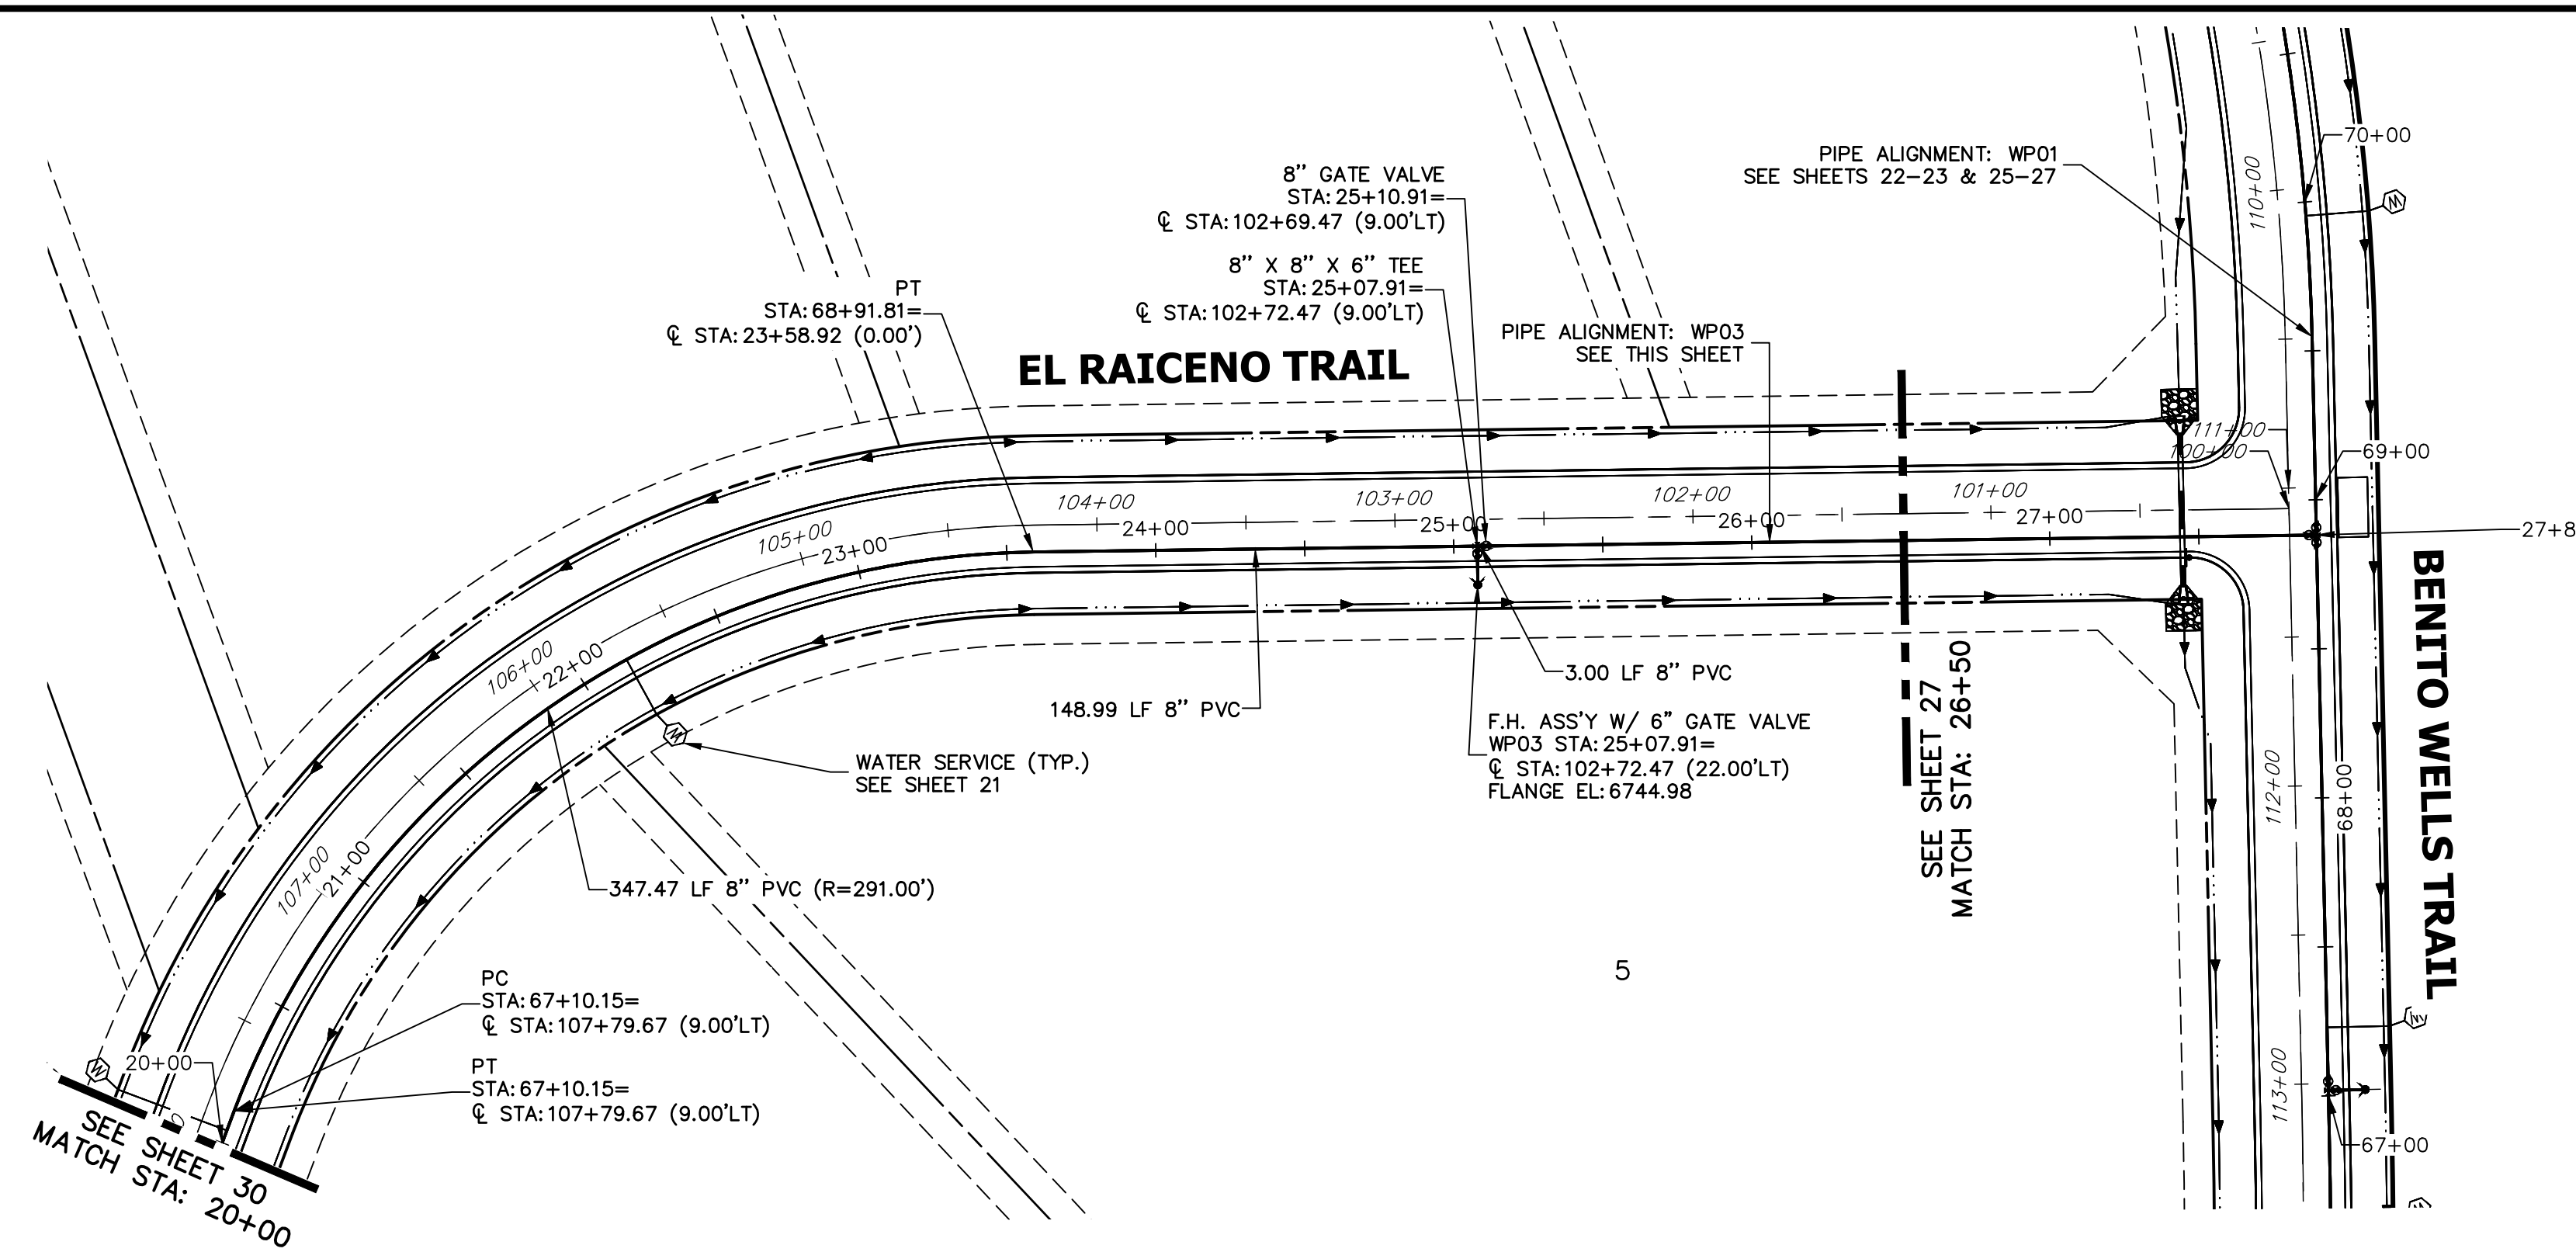 8" GATE VALVE
STA:25+10.91=
℄ STA:102+69.47 (9.00'LT)
8" X 8" X 6" TEE
STA:25+07.91=
℄ STA:102+72.47 (9.00'LT)
PT
STA:68+91.81=
℄ STA:23+58.92 (0.00')
EL RAICENO TRAIL
PIPE ALIGNMENT: WP03
SEE THIS SHEET
PIPE ALIGNMENT: WP01
SEE SHEETS 22-23 & 25-27
70+00
M
110+00
111+00
100+00
69+00
104+00
103+00
102+00
101+00
24+00
25+00
26+00
27+00
27+8
105+00
23+00
106+00
22+00
107+00
21+00
3.00 LF 8" PVC
148.99 LF 8" PVC
F.H. ASS'Y W/ 6" GATE VALVE
WP03 STA:25+07.91=
℄ STA:102+72.47 (22.00'LT)
FLANGE EL:6744.98
M
WATER SERVICE (TYP.)
SEE SHEET 21
347.47 LF 8" PVC (R=291.00')
SEE SHEET 27
MATCH STA: 26+50
BENITO WELLS TRAIL
112+00
68+00
5
PC
STA:67+10.15=
℄ STA:107+79.67 (9.00'LT)
PT
STA:67+10.15=
℄ STA:107+79.67 (9.00'LT)
M
20+00
SEE SHEET 30
MATCH STA: 20+00
M
113+00
67+00